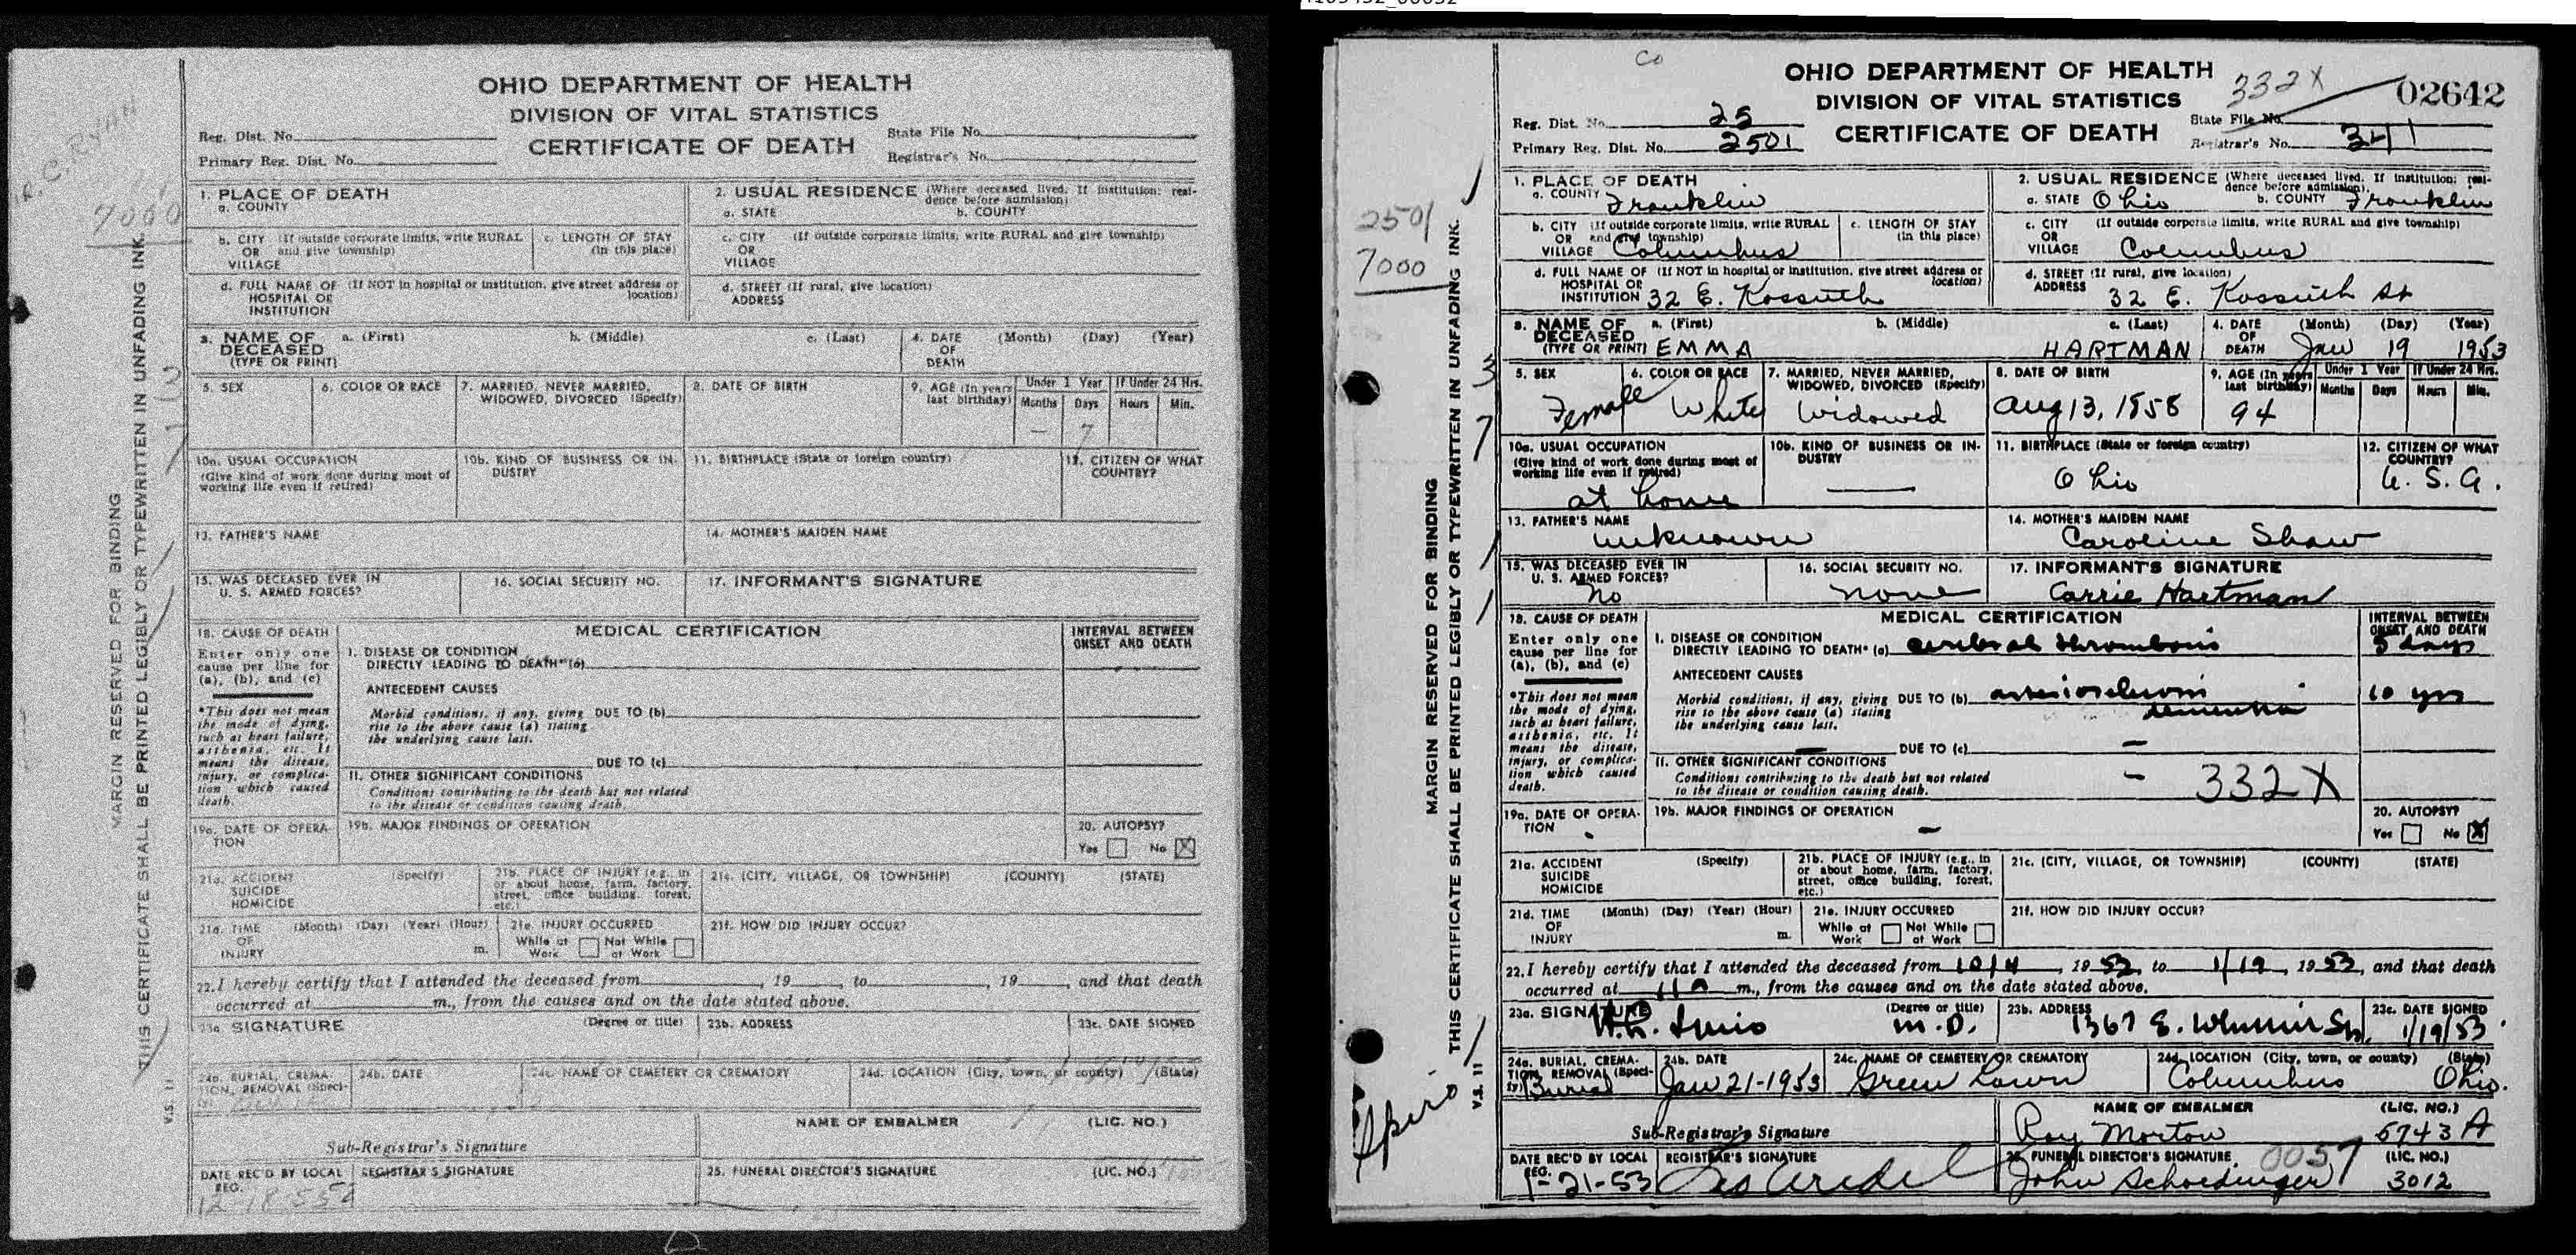 R. C. RYAN
7000
MARGIN RESERVED FOR BINDING
THIS CERTIFICATE SHALL BE PRINTED LEGIBLY OR TYPEWRITTEN IN UNFADING INK.
V.S. 11
OHIO DEPARTMENT OF HEALTH
DIVISION OF VITAL STATISTICS
CERTIFICATE OF DEATH
Reg. Dist. No.
Primary Reg. Dist. No.
State File No.
Registrar's No.
1. PLACE OF DEATH
a. COUNTY
2. USUAL RESIDENCE (Where deceased lived. If institution: resi-
dence before admission)
a. STATE b. COUNTY
b. CITY (If outside corporate limits, write RURAL
OR and give township)
VILLAGE
c. LENGTH OF STAY
(in this place)
c. CITY (If outside corporate limits, write RURAL and give township)
OR
VILLAGE
d. FULL NAME OF (If NOT in hospital or institution, give street address or
HOSPITAL OR location)
INSTITUTION
d. STREET (If rural, give location)
ADDRESS
3. NAME OF a. (First) b. (Middle) c. (Last)
DECEASED
(TYPE OR PRINT)
4. DATE (Month) (Day) (Year)
OF
DEATH
5. SEX
6. COLOR OR RACE
7. MARRIED, NEVER MARRIED,
WIDOWED, DIVORCED (Specify)
8. DATE OF BIRTH
9. AGE (In years
last birthday)
Under 1 Year
Months Days
7
If Under 24 Hrs.
Hours Min.
10a. USUAL OCCUPATION
(Give kind of work done during most of
working life even if retired)
10b. KIND OF BUSINESS OR IN-
DUSTRY
11. BIRTHPLACE (State or foreign country)
12. CITIZEN OF WHAT
COUNTRY?
13. FATHER'S NAME
14. MOTHER'S MAIDEN NAME
15. WAS DECEASED EVER IN
U. S. ARMED FORCES?
16. SOCIAL SECURITY NO.
17. INFORMANT'S SIGNATURE
18. CAUSE OF DEATH
Enter only one
cause per line for
(a), (b), and (c)
*This does not mean
the mode of dying,
such as heart failure,
asthenia, etc. It
means the disease,
injury, or complica-
tion which caused
death.
MEDICAL CERTIFICATION
I. DISEASE OR CONDITION
DIRECTLY LEADING TO DEATH* (a)
ANTECEDENT CAUSES
Morbid conditions, if any, giving DUE TO (b)
rise to the above cause (a) stating
the underlying cause last.
DUE TO (c)
II. OTHER SIGNIFICANT CONDITIONS
Conditions contributing to the death but not related
to the disease or condition causing death.
INTERVAL BETWEEN
ONSET AND DEATH
19a. DATE OF OPERA-
TION
19b. MAJOR FINDINGS OF OPERATION
20. AUTOPSY?
Yes No X
21a. ACCIDENT (Specify)
SUICIDE
HOMICIDE
21b. PLACE OF INJURY (e.g., in
or about home, farm, factory,
street, office building, forest,
etc.)
21c. (CITY, VILLAGE, OR TOWNSHIP) (COUNTY) (STATE)
21d. TIME (Month) (Day) (Year) (Hour)
OF
INJURY m.
21e. INJURY OCCURRED
While at Not While
Work at Work
21f. HOW DID INJURY OCCUR?
22. I hereby certify that I attended the deceased from , 19 , to , 19 , and that death
occurred at m., from the causes and on the date stated above.
23a. SIGNATURE (Degree or title)
23b. ADDRESS
23c. DATE SIGNED
24a. BURIAL, CREMA-
TION, REMOVAL (Speci-
fy)
24b. DATE
24c. NAME OF CEMETERY OR CREMATORY
24d. LOCATION (City, town, or county) (State)
Sub-Registrar's Signature
NAME OF EMBALMER (LIC. NO.)
DATE REC'D BY LOCAL
REG.
REGISTRAR'S SIGNATURE
25. FUNERAL DIRECTOR'S SIGNATURE (LIC. NO.)
Co
2501
7000
3
7
MARGIN RESERVED FOR BINDING
THIS CERTIFICATE SHALL BE PRINTED LEGIBLY OR TYPEWRITTEN IN UNFADING INK.
V.S. 11
Spiro
OHIO DEPARTMENT OF HEALTH
DIVISION OF VITAL STATISTICS
CERTIFICATE OF DEATH
332X
02642
Reg. Dist. No. 25
Primary Reg. Dist. No. 2501
State File No.
Registrar's No. 341
1. PLACE OF DEATH
a. COUNTY Franklin
2. USUAL RESIDENCE (Where deceased lived. If institution: resi-
dence before admission).
a. STATE Ohio b. COUNTY Franklin
b. CITY (If outside corporate limits, write RURAL
OR and give township)
VILLAGE Columbus
c. LENGTH OF STAY
(in this place)
c. CITY (If outside corporate limits, write RURAL and give township)
OR
VILLAGE Columbus
d. FULL NAME OF (If NOT in hospital or institution, give street address or
HOSPITAL OR location)
INSTITUTION 32 E. Kossuth
d. STREET (If rural, give location)
ADDRESS 32 E. Kossuth St
3. NAME OF a. (First) b. (Middle) c. (Last)
DECEASED
(TYPE OR PRINT) EMMA HARTMAN
4. DATE (Month) (Day) (Year)
OF
DEATH Jan 19 1953
5. SEX
Female
6. COLOR OR RACE
White
7. MARRIED, NEVER MARRIED,
WIDOWED, DIVORCED (Specify)
Widowed
8. DATE OF BIRTH
Aug 13, 1858
9. AGE (In years
last birthday)
94
Under 1 Year
Months Days
If Under 24 Hrs.
Hours Min.
10a. USUAL OCCUPATION
(Give kind of work done during most of
working life even if retired)
at home
10b. KIND OF BUSINESS OR IN-
DUSTRY
11. BIRTHPLACE (State or foreign country)
Ohio
12. CITIZEN OF WHAT
COUNTRY?
U. S. A.
13. FATHER'S NAME
unknown
14. MOTHER'S MAIDEN NAME
Caroline Shaw
15. WAS DECEASED EVER IN
U. S. ARMED FORCES?
No
16. SOCIAL SECURITY NO.
none
17. INFORMANT'S SIGNATURE
Carrie Hartman
18. CAUSE OF DEATH
Enter only one
cause per line for
(a), (b), and (c)
*This does not mean
the mode of dying,
such as heart failure,
asthenia, etc. It
means the disease,
injury, or complica-
tion which caused
death.
MEDICAL CERTIFICATION
I. DISEASE OR CONDITION
DIRECTLY LEADING TO DEATH* (a) cerebral thrombosis
ANTECEDENT CAUSES
Morbid conditions, if any, giving DUE TO (b) arteriosclerosis
rise to the above cause (a) stating dementia
the underlying cause last.
DUE TO (c) —
II. OTHER SIGNIFICANT CONDITIONS
Conditions contributing to the death but not related —
to the disease or condition causing death.
332X
INTERVAL BETWEEN
ONSET AND DEATH
5 days
10 yrs
19a. DATE OF OPERA-
TION
19b. MAJOR FINDINGS OF OPERATION
—
20. AUTOPSY?
Yes No X
21a. ACCIDENT (Specify)
SUICIDE
HOMICIDE
21b. PLACE OF INJURY (e.g., in
or about home, farm, factory,
street, office building, forest,
etc.)
21c. (CITY, VILLAGE, OR TOWNSHIP) (COUNTY) (STATE)
21d. TIME (Month) (Day) (Year) (Hour)
OF
INJURY m.
21e. INJURY OCCURRED
While at Not While
Work at Work
21f. HOW DID INJURY OCCUR?
22. I hereby certify that I attended the deceased from 10/4, 1952, to 1/19, 1953, and that death
occurred at 11 a m., from the causes and on the date stated above.
23a. SIGNATURE (Degree or title)
M.D.
23b. ADDRESS
1367 E.
23c. DATE SIGNED
1/19/53
24a. BURIAL, CREMA-
TION, REMOVAL (Speci-
fy) Burial
24b. DATE
Jan 21-1953
24c. NAME OF CEMETERY OR CREMATORY
Green Lawn
24d. LOCATION (City, town, or county) (State)
Columbus Ohio.
Sub-Registrar's Signature
NAME OF EMBALMER (LIC. NO.)
Roy Morton 5743 A
DATE REC'D BY LOCAL
REG.
1-21-53
REGISTRAR'S SIGNATURE
25. FUNERAL DIRECTOR'S SIGNATURE 0057 (LIC. NO.)
John Schoedinger 3012